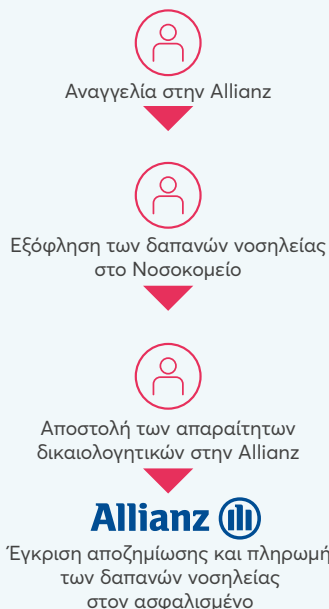 Αναγγελία στην Allianz
Εξόφληση των δαπανών νοσηλείας
στο Νοσοκομείο
Αποστολή των απαραίτητων
δικαιολογητικών στην Allianz
Allianz
Έγκριση αποζημίωσης και πληρωμή
των δαπανών νοσηλείας
στον ασφαλισμένο